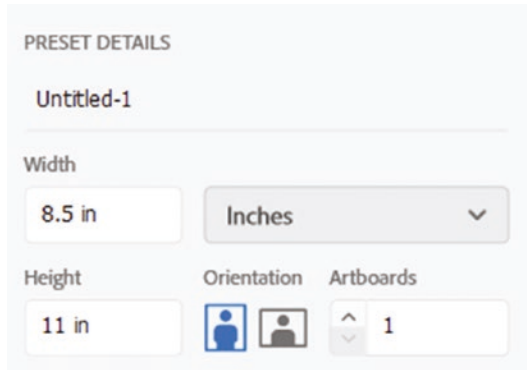 PRESET DETAILS
Untitled-1
Width
8.5 in Inches
Height Orientation Artboards
11 in 1